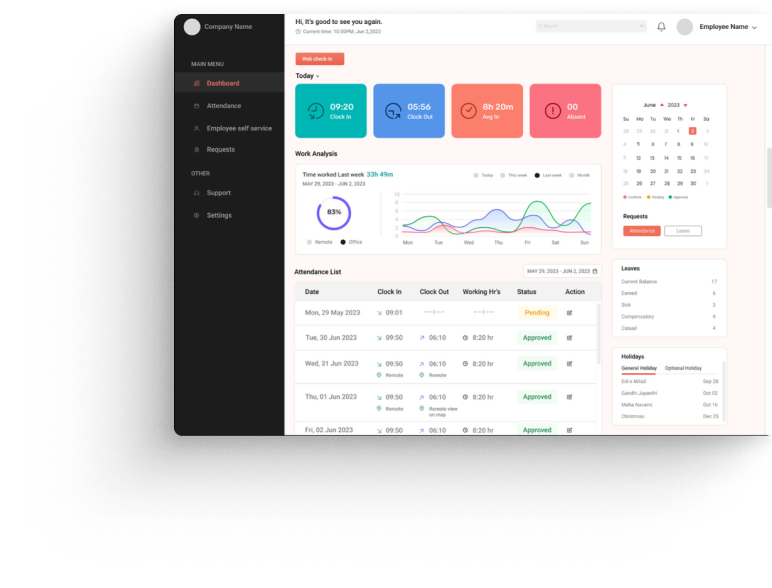 Company Name
Hi, It's good to see you again.
Current time: 10:00PM, Jun 2,2023
Search
Employee Name
MAIN MENU
Dashboard
Attendance
Employee self service
Requests
OTHER
Support
Settings
Web check-in
Today
09:20
Clock In
05:56
Clock Out
8h 20m
Avg hr
00
Absent
Work Analysis
Time worked Last week 33h 49m
MAY 29, 2023 - JUN 2, 2023
Today This week Last week Month
83%
Remote Office
10
8
6
4
2
0
Mon Tue Wed Thu Fri Sat Sun
Attendance List
MAY 29, 2023 - JUN 2, 2023
Date Clock In Clock Out Working Hr's Status Action
Mon, 29 May 2023 09:01 --:-- --:-- Pending
Tue, 30 Jun 2023 09:50 06:10 8:20 hr Approved
Wed, 31 Jun 2023 09:50 06:10 8:20 hr Approved
Remote Remote
Thu, 01 Jun 2023 09:50 06:10 8:20 hr Approved
Remote Remote view
on map
Fri, 02 Jun 2023 09:50 06:10 8:20 hr Approved
June 2023
Su Mo Tu We Th Fr Sa
28 29 30 31 1 2 3
4 5 6 7 8 9 10
11 12 13 14 15 16 17
18 19 20 21 22 23 24
25 26 27 28 29 30 1
Confirm Pending Approved
Requests
Attendance Leave
Leaves
Current Balance 17
Earned 6
Sick 3
Compensatory 4
Casual 4
Holidays
General Holiday Optional Holiday
Eid e Milad Sep 28
Gandhi Jayanthi Oct 02
Maha Navami Oct 16
Christmas Dec 25